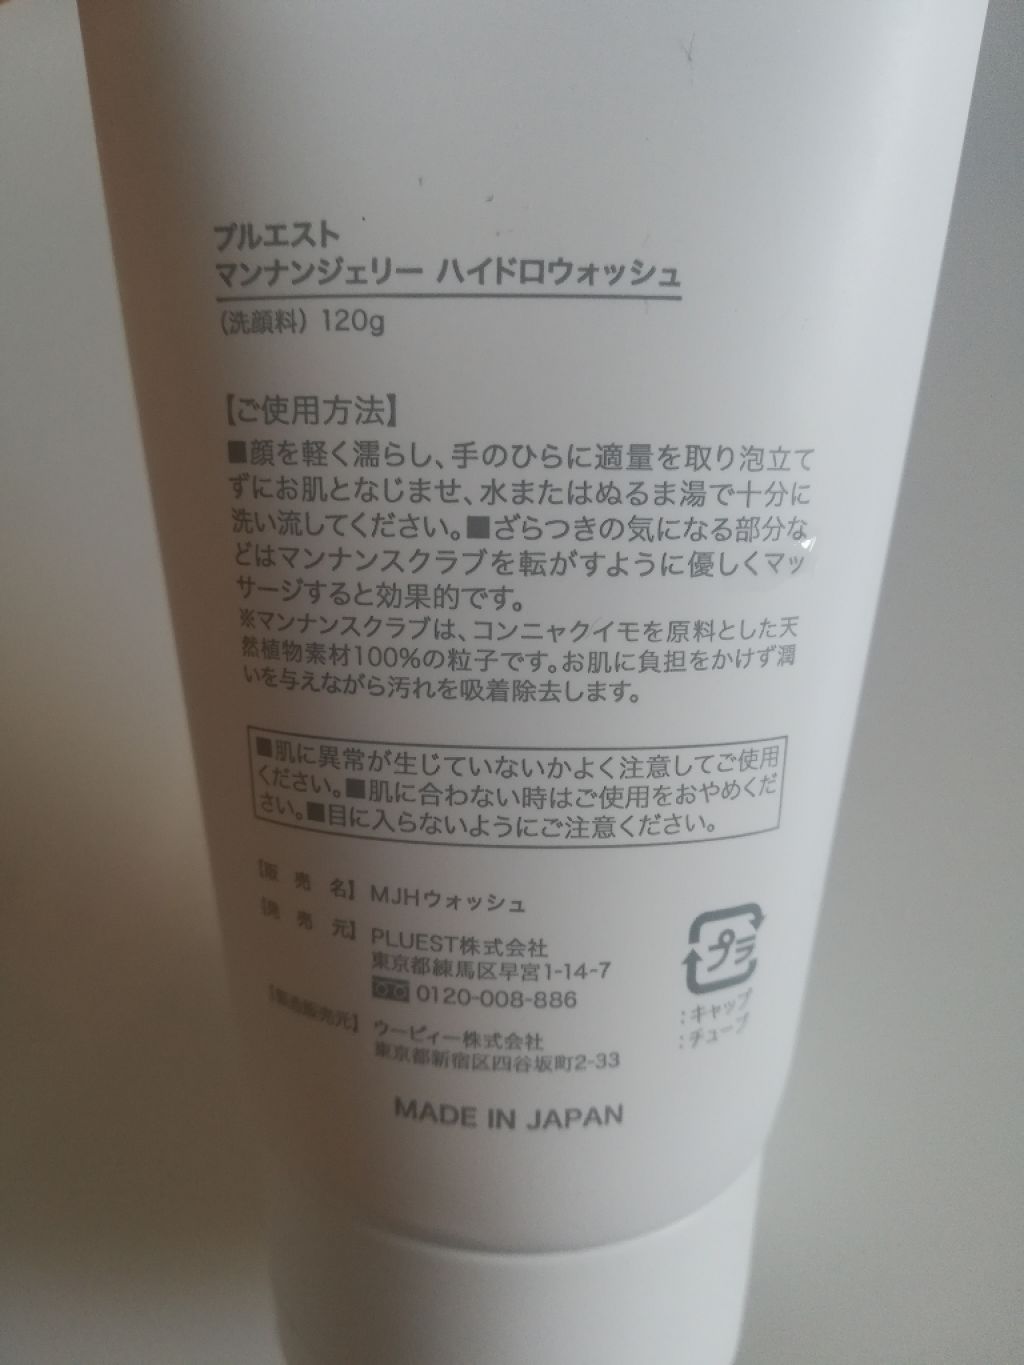 プルエスト
マンナンジェリー ハイドロウォッシュ
(洗顔料) 120g
【ご使用方法】
■顔を軽く濡らし、手のひらに適量を取り泡立て
ずにお肌となじませ、水またはぬるま湯で十分に
洗い流してください。■ざらつきの気になる部分な
どはマンナンスクラブを転がすように優しくマッ
サージすると効果的です。
※マンナンスクラブは、コンニャクイモを原料とした天
然植物素材100%の粒子です。お肌に負担をかけず潤
いを与えながら汚れを吸着除去します。
■肌に異常が生じていないかよく注意してご使用
ください。■肌に合わない時はご使用をおやめくだ
さい。■目に入らないようにご注意ください。
【販売名】 MJHウォッシュ
【発売元】 PLUEST株式会社
東京都練馬区早宮1-14-7
0120-008-886
【製造販売元】 ウービィー株式会社
東京都新宿区四谷坂町2-33
プラ
:キャップ
:チューブ
MADE IN JAPAN